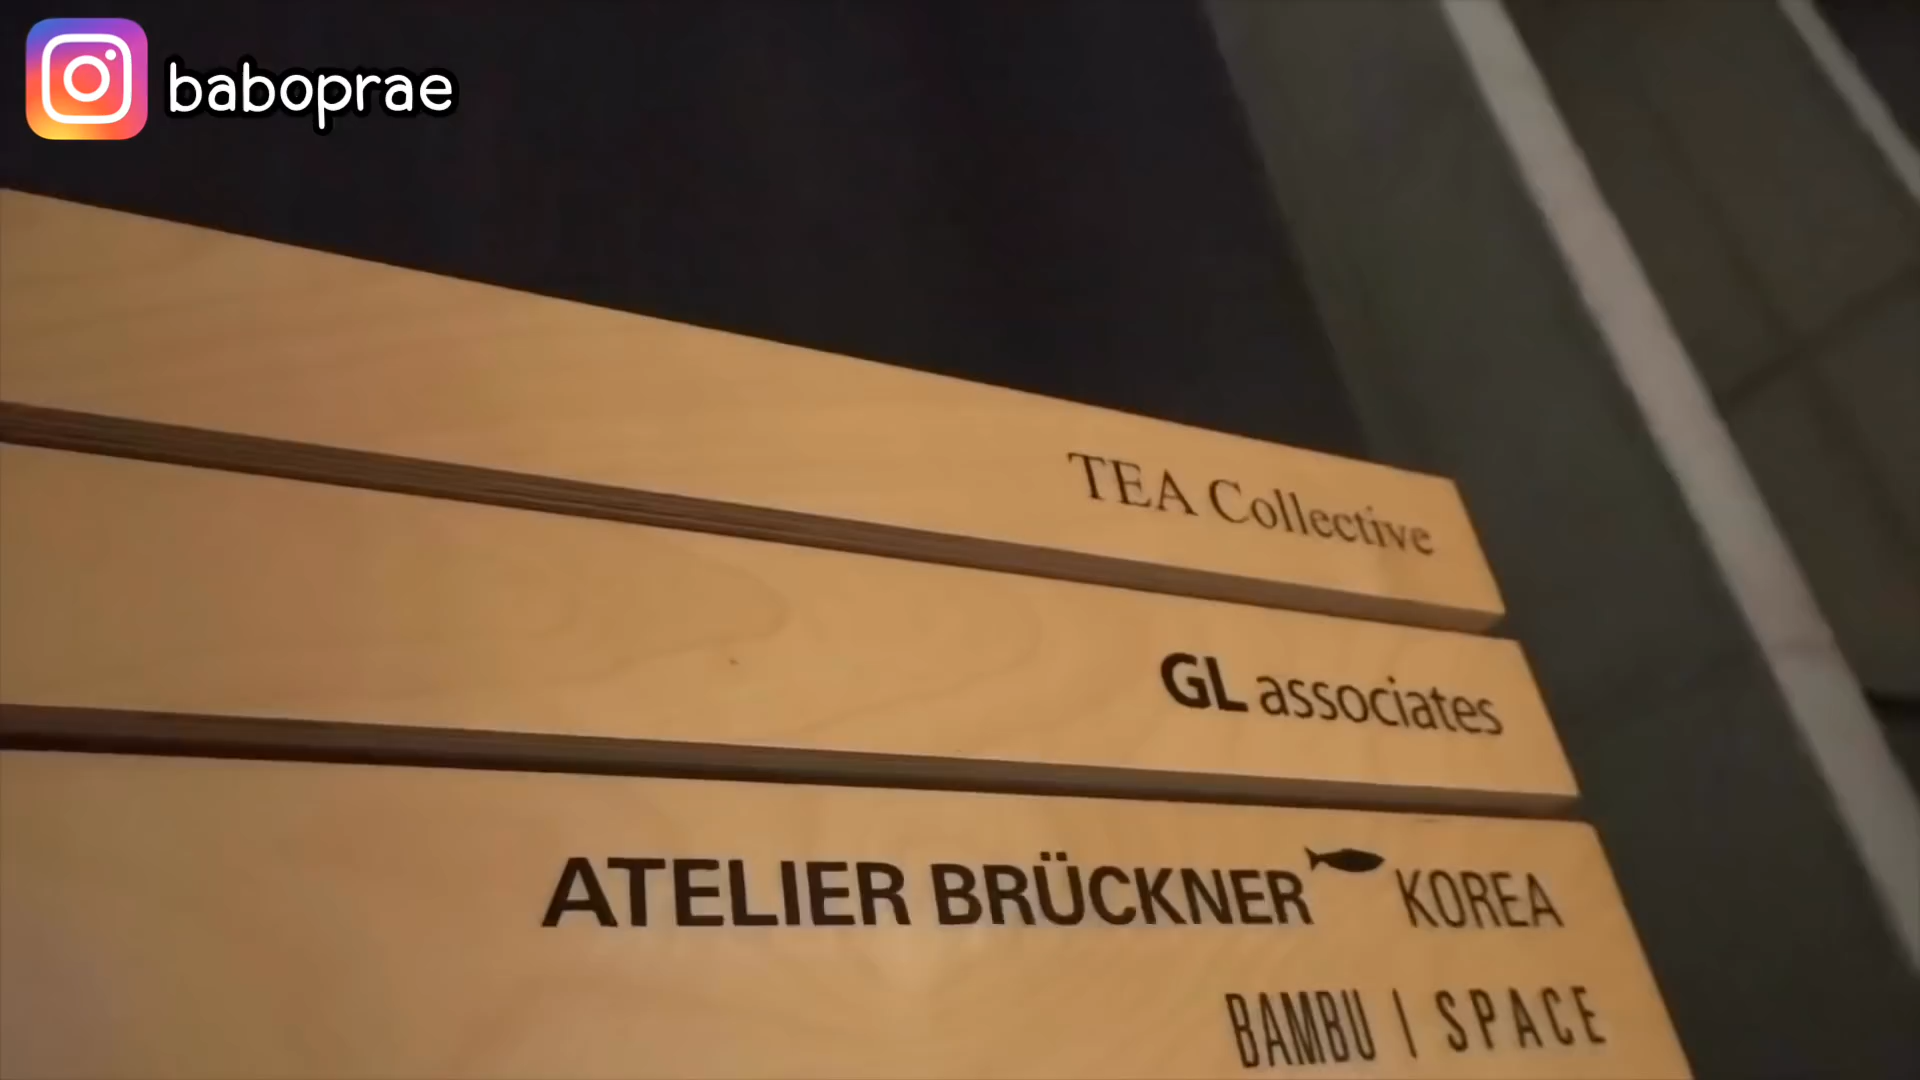 baboprae
TEA Collective
GL associates
ATELIER BRÜCKNER KOREA
BAMBU | SPACE